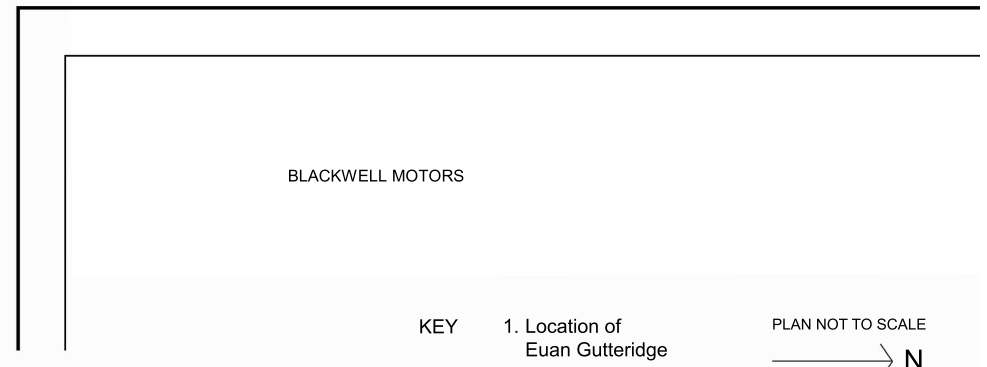 BLACKWELL MOTORS
KEY 1. Location of
Euan Gutteridge
PLAN NOT TO SCALE
N